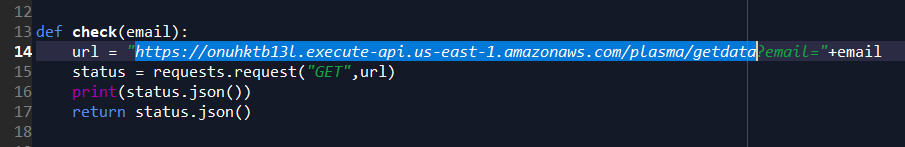 12
13 def check(email):
14 url = "https://onuhktb13l.execute-api.us-east-1.amazonaws.com/plasma/getdata?email="+email
15 status = requests.request("GET",url)
16 print(status.json())
17 return status.json()
18